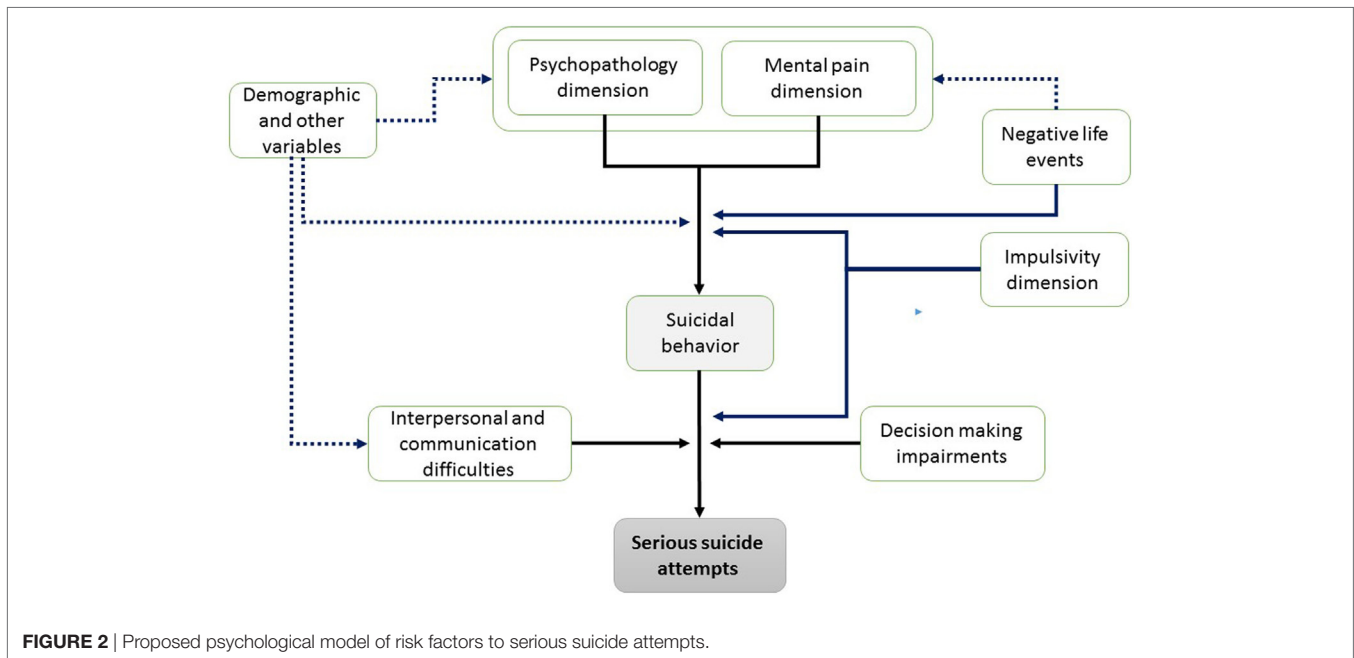 Psychopathology
dimension
Mental pain
dimension
Demographic
and other
variables
Negative life
events
Impulsivity
dimension
Suicidal
behavior
Interpersonal and
communication
difficulties
Decision making
impairments
Serious suicide
attempts
FIGURE 2 | Proposed psychological model of risk factors to serious suicide attempts.